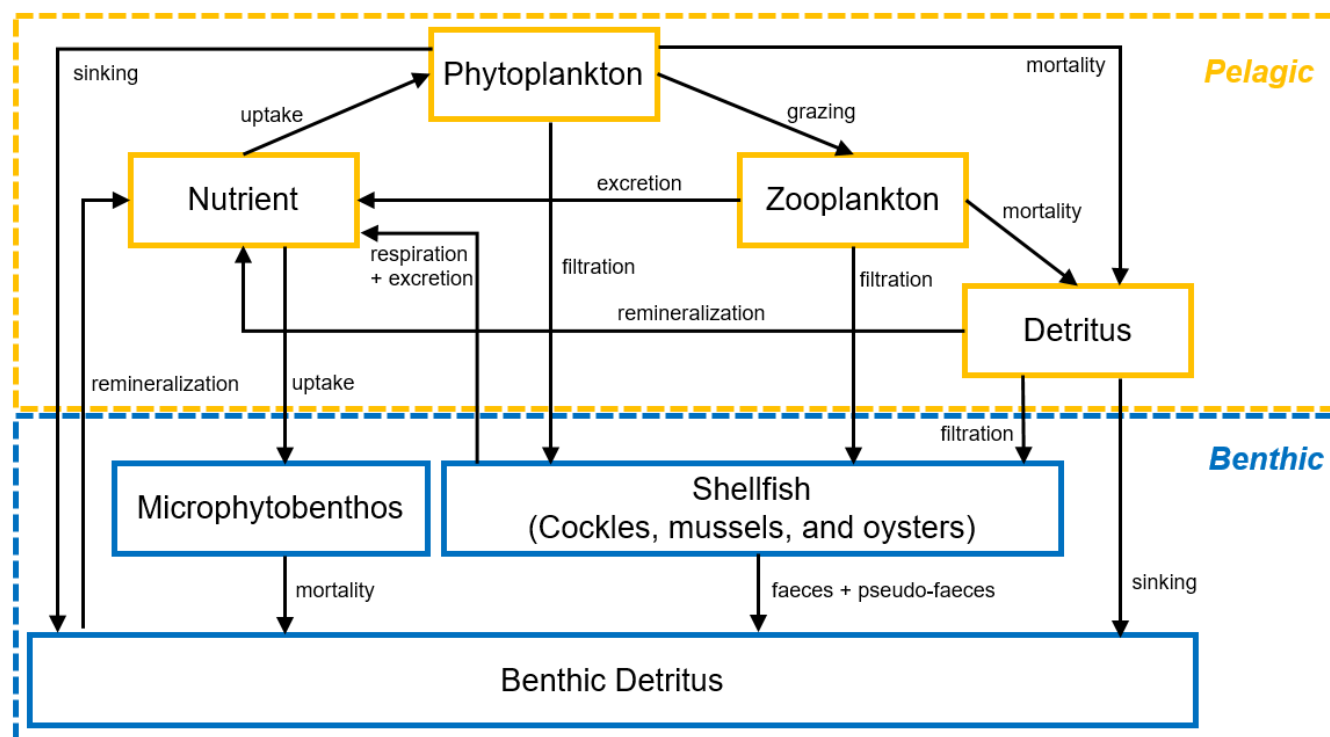 sinking
Phytoplankton
mortality
Pelagic
uptake
grazing
Nutrient
excretion
Zooplankton
mortality
respiration
+ excretion
filtration
filtration
remineralization
Detritus
remineralization
uptake
filtration
Benthic
Microphytobenthos
Shellfish
(Cockles, mussels, and oysters)
mortality
faeces + pseudo-faeces
sinking
Benthic Detritus